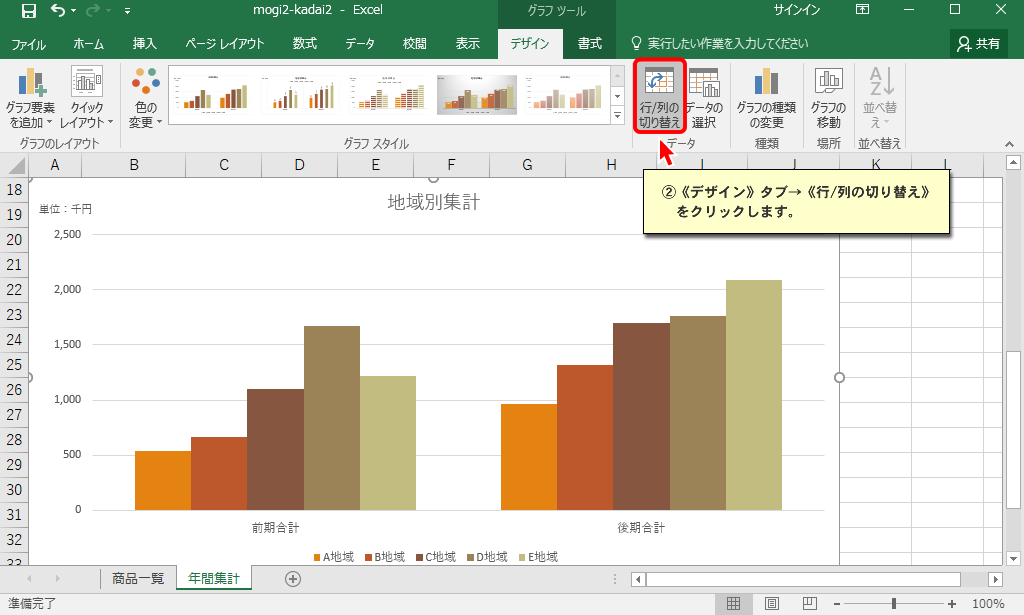 mogi2-kadai2 - Excel
グラフ ツール
サインイン
ファイル
ホーム
挿入
ページ レイアウト
数式
データ
校閲
表示
デザイン
書式
実行したい作業を入力してください
共有
グラフ要素
を追加
クイック
レイアウト
色の
変更
行/列の
切り替え
データの
選択
グラフの種類
の変更
グラフの
移動
並べ替
え
グラフのレイアウト
グラフ スタイル
データ
種類
場所
並べ替え
A B C D E F G H I J K L
②《デザイン》タブ→《行/列の切り替え》
をクリックします。
18
19
20
21
22
23
24
25
26
27
28
29
30
31
32
33
地域別集計
単位：千円
2,500
2,000
1,500
1,000
500
0
前期合計
後期合計
A地域 B地域 C地域 D地域 E地域
商品一覧
年間集計
準備完了
100%